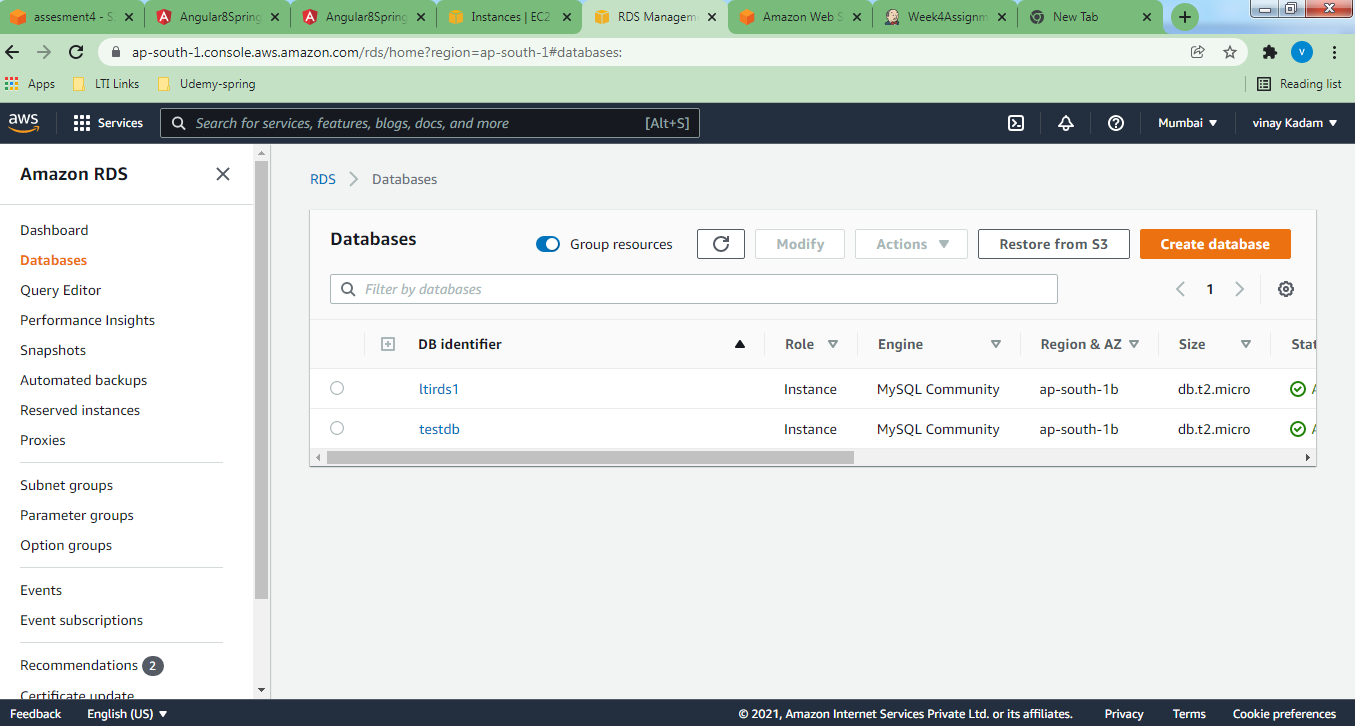 assesment4 - S
Angular8Spring
Angular8Spring
Instances | EC2
RDS Managem
Amazon Web S
Week4Assignm
New Tab
ap-south-1.console.aws.amazon.com/rds/home?region=ap-south-1#databases:
V
Apps
LTI Links
Udemy-spring
Reading list
aws
Services
Search for services, features, blogs, docs, and more
[Alt+S]
Mumbai
vinay Kadam
Amazon RDS
Dashboard
Databases
Query Editor
Performance Insights
Snapshots
Automated backups
Reserved instances
Proxies
Subnet groups
Parameter groups
Option groups
Events
Event subscriptions
Recommendations 2
Certificate update
RDS > Databases
Databases
Group resources
Modify
Actions
Restore from S3
Create database
Filter by databases
1
DB identifier Role Engine Region & AZ Size Stat
ltirds1 Instance MySQL Community ap-south-1b db.t2.micro
testdb Instance MySQL Community ap-south-1b db.t2.micro
Feedback English (US) © 2021, Amazon Internet Services Private Ltd. or its affiliates. Privacy Terms Cookie preferences